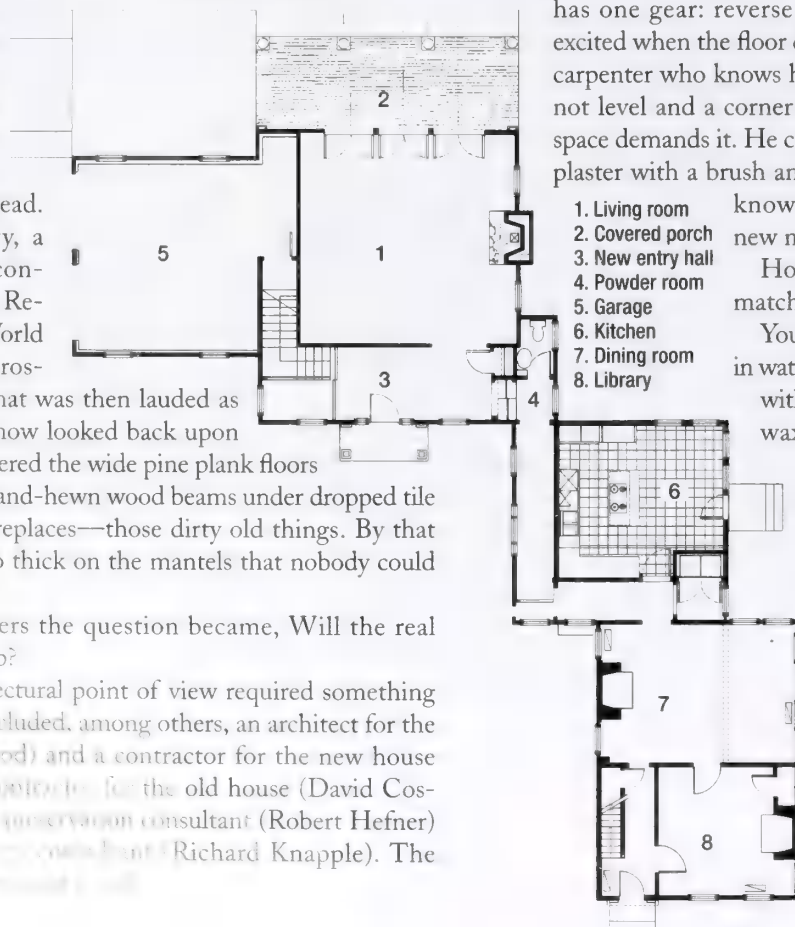 ead.
y, a
con-
Re-
orld
ros-
hat was then lauded as
now looked back upon
ered the wide pine plank floors
and-hewn wood beams under dropped tile
replaces—those dirty old things. By that
o thick on the mantels that nobody could
ers the question became, Will the real
o?
ectural point of view required something
cluded, among others, an architect for the
od) and a contractor for the new house
for the old house (David Cos-
preservation consultant (Robert Hefner)
(Richard Knapple). The
2
5
1
3
4
6
7
8
has one gear: reverse
excited when the floor
carpenter who knows h
not level and a corner
space demands it. He c
plaster with a brush an
1. Living room
2. Covered porch
3. New entry hall
4. Powder room
5. Garage
6. Kitchen
7. Dining room
8. Library
know
new n
Ho
match
You
in wat
with
wax